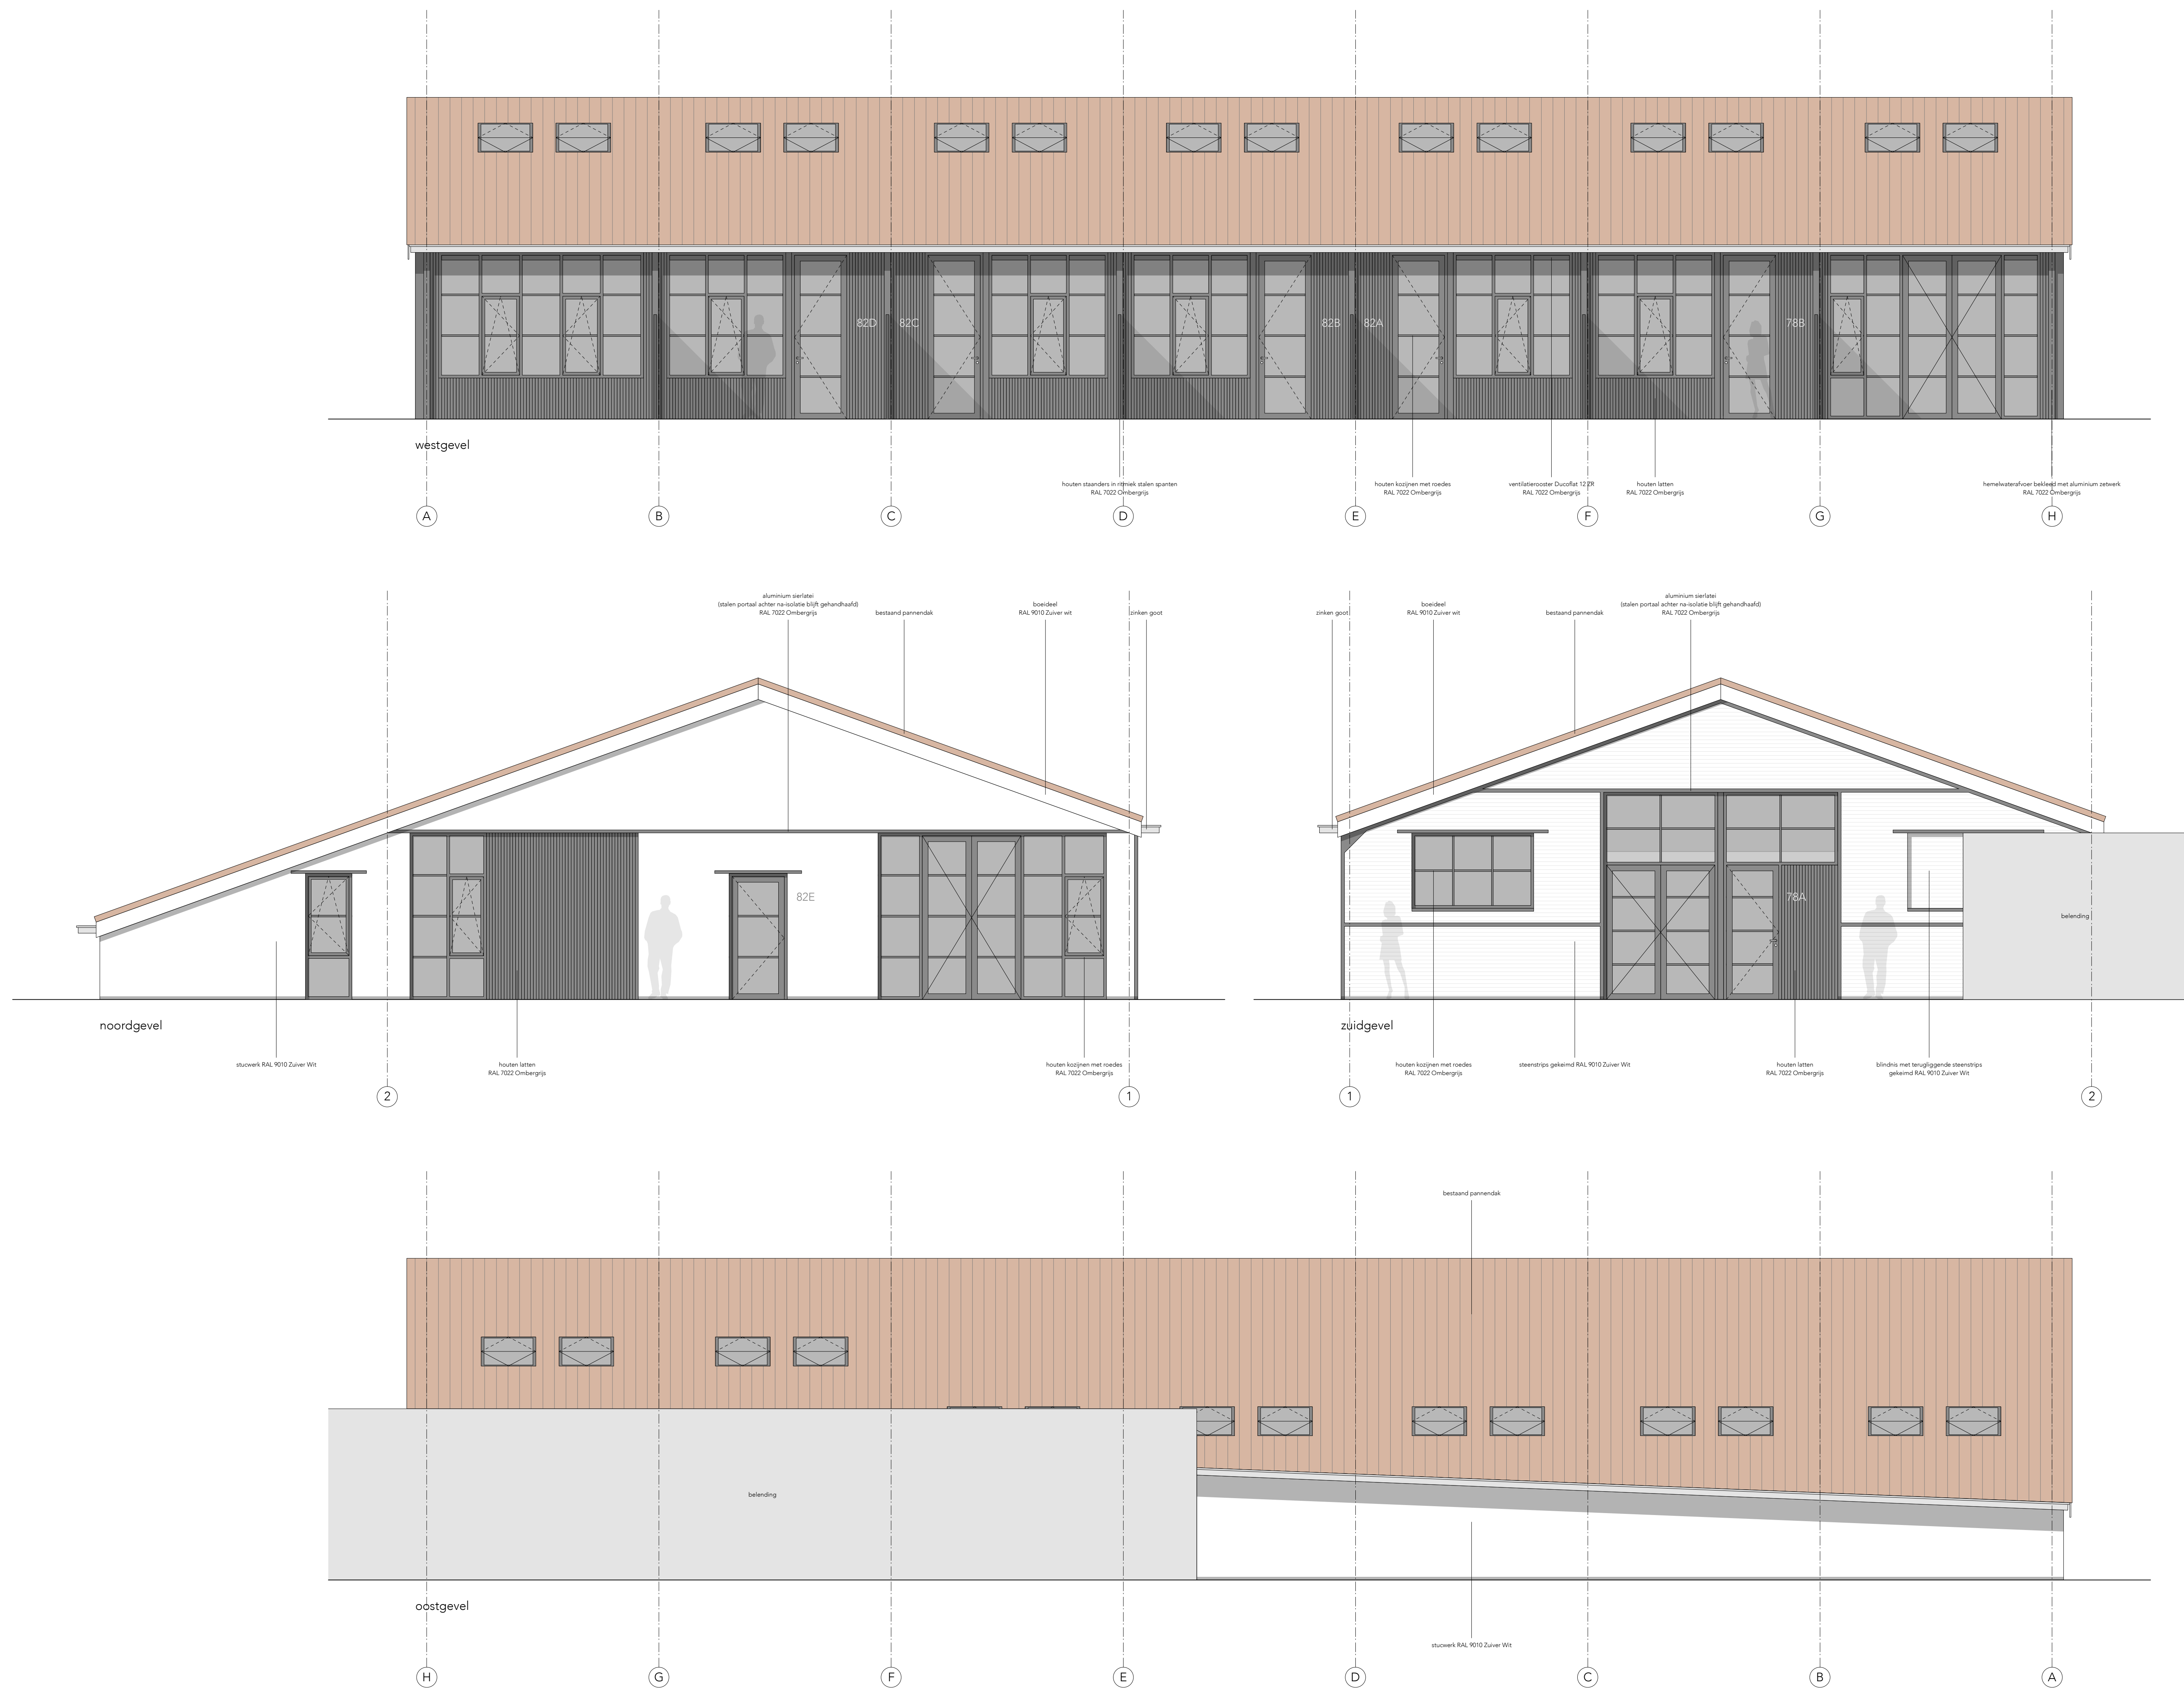 82D
82C
82B
82A
78B
westgevel
houten staanders in ritmiek stalen spanten
RAL 7022 Ombergrijs
houten kozijnen met roedes
RAL 7022 Ombergrijs
ventilatierooster Ducoflat 12 ZR
RAL 7022 Ombergrijs
houten latten
RAL 7022 Ombergrijs
hemelwaterafvoer bekleed met aluminium zetwerk
RAL 7022 Ombergrijs
A
B
C
D
E
F
G
H
aluminium sierlatei
(stalen portaal achter na-isolatie blijft gehandhaafd)
RAL 7022 Ombergrijs
bestaand pannendak
boeideel
RAL 9010 Zuiver wit
zinken goot
82E
noordgevel
stucwerk RAL 9010 Zuiver Wit
houten latten
RAL 7022 Ombergrijs
houten kozijnen met roedes
RAL 7022 Ombergrijs
2
1
zinken goot
boeideel
RAL 9010 Zuiver wit
bestaand pannendak
aluminium sierlatei
(stalen portaal achter na-isolatie blijft gehandhaafd)
RAL 7022 Ombergrijs
78A
belending
zuidgevel
houten kozijnen met roedes
RAL 7022 Ombergrijs
steenstrips gekeimd RAL 9010 Zuiver Wit
houten latten
RAL 7022 Ombergrijs
blindnis met terugliggende steenstrips
gekeimd RAL 9010 Zuiver Wit
1
2
bestaand pannendak
belending
oostgevel
stucwerk RAL 9010 Zuiver Wit
H
G
F
E
D
C
B
A